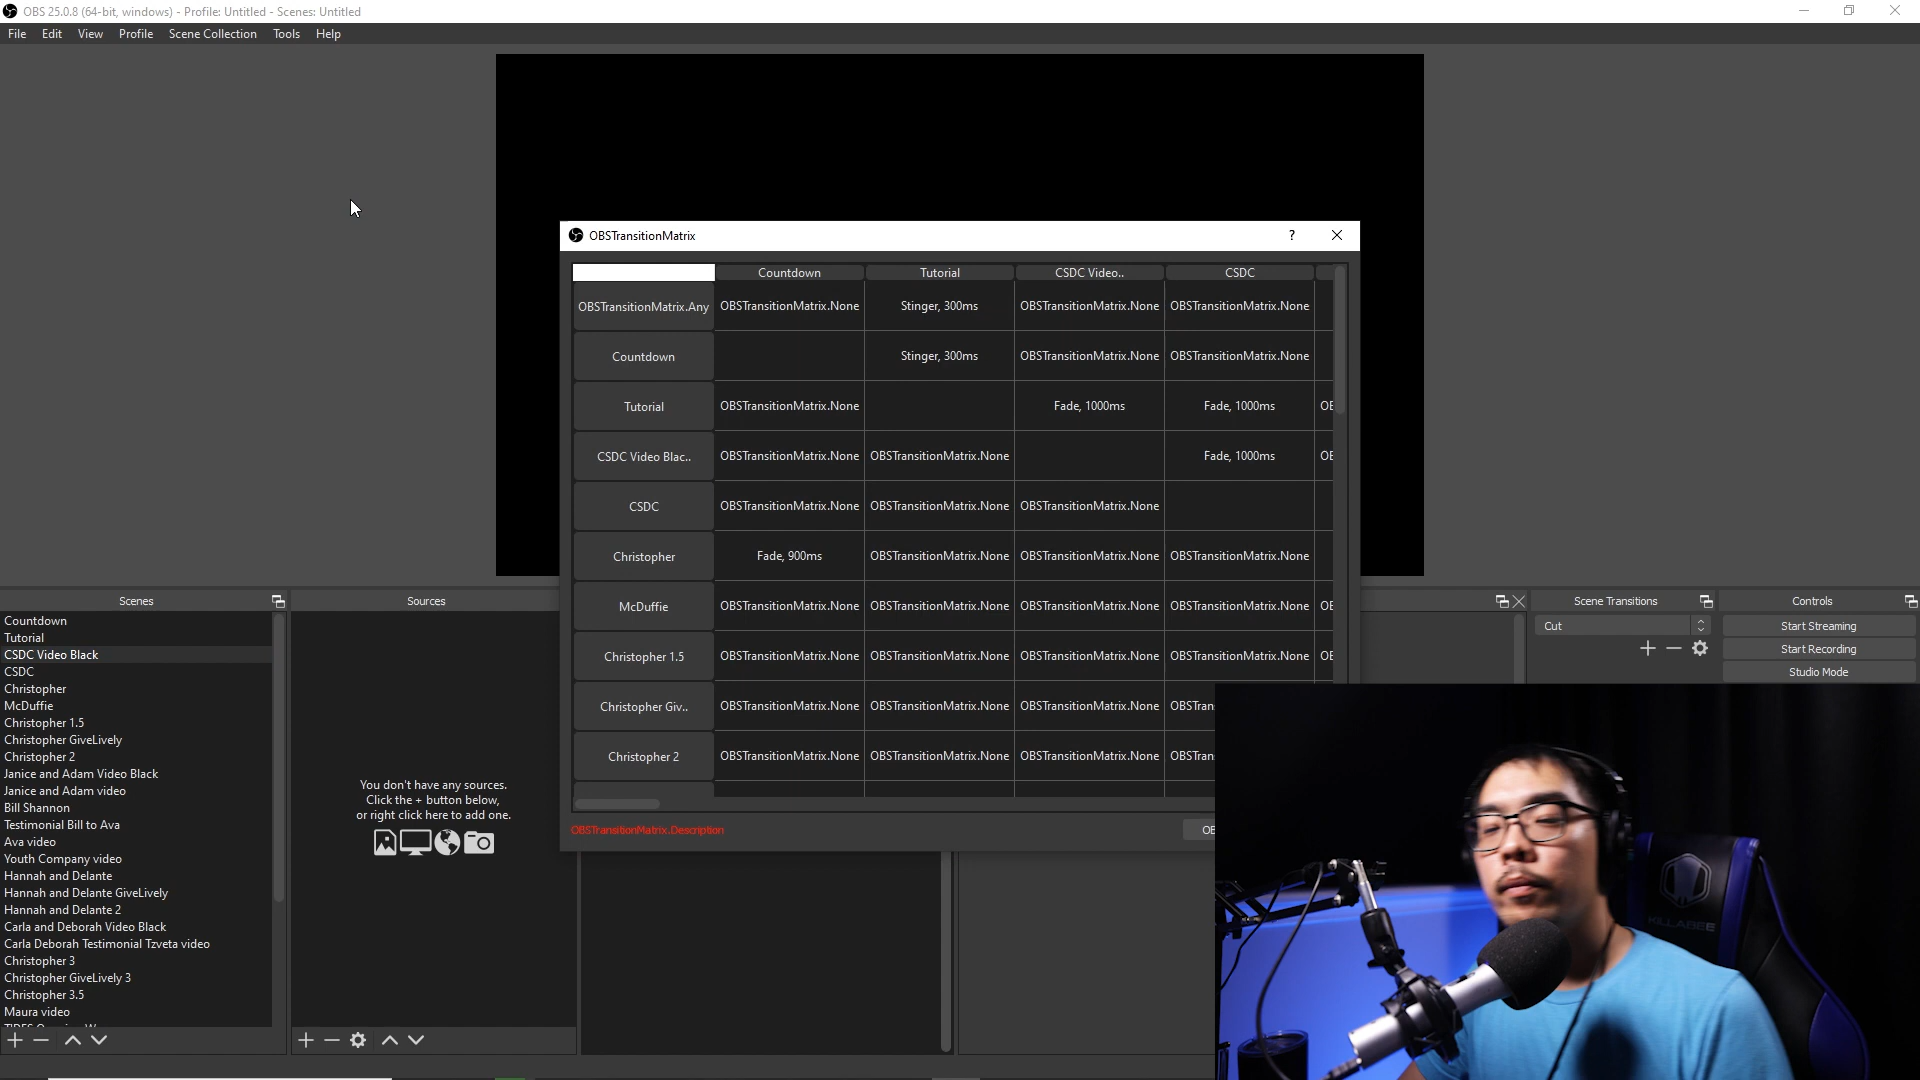 OBS 25.0.8 (64-bit, windows) - Profile: Untitled - Scenes: Untitled
File Edit View Profile Scene Collection Tools Help
OBSTransitionMatrix ?
Countdown Tutorial CSDC Video.. CSDC
OBSTransitionMatrix.Any OBSTransitionMatrix.None Stinger, 300ms OBSTransitionMatrix.None OBSTransitionMatrix.None
Countdown Stinger, 300ms OBSTransitionMatrix.None OBSTransitionMatrix.None
Tutorial OBSTransitionMatrix.None Fade, 1000ms Fade, 1000ms
CSDC Video Blac.. OBSTransitionMatrix.None OBSTransitionMatrix.None Fade, 1000ms
CSDC OBSTransitionMatrix.None OBSTransitionMatrix.None OBSTransitionMatrix.None
Christopher Fade, 900ms OBSTransitionMatrix.None OBSTransitionMatrix.None OBSTransitionMatrix.None
McDuffie OBSTransitionMatrix.None OBSTransitionMatrix.None OBSTransitionMatrix.None OBSTransitionMatrix.None
Christopher 1.5 OBSTransitionMatrix.None OBSTransitionMatrix.None OBSTransitionMatrix.None OBSTransitionMatrix.None
Christopher Giv.. OBSTransitionMatrix.None OBSTransitionMatrix.None OBSTransitionMatrix.None OBSTran
Christopher 2 OBSTransitionMatrix.None OBSTransitionMatrix.None OBSTransitionMatrix.None OBSTran
OBSTransitionMatrix.Description
Scenes
Countdown
Tutorial
CSDC Video Black
CSDC
Christopher
McDuffie
Christopher 1.5
Christopher GiveLively
Christopher 2
Janice and Adam Video Black
Janice and Adam video
Bill Shannon
Testimonial Bill to Ava
Ava video
Youth Company video
Hannah and Delante
Hannah and Delante GiveLively
Hannah and Delante 2
Carla and Deborah Video Black
Carla Deborah Testimonial Tzveta video
Christopher 3
Christopher GiveLively 3
Christopher 3.5
Maura video
Sources
You don't have any sources.
Click the + button below,
or right click here to add one.
Scene Transitions
Cut
Controls
Start Streaming
Start Recording
Studio Mode
KILLABEE